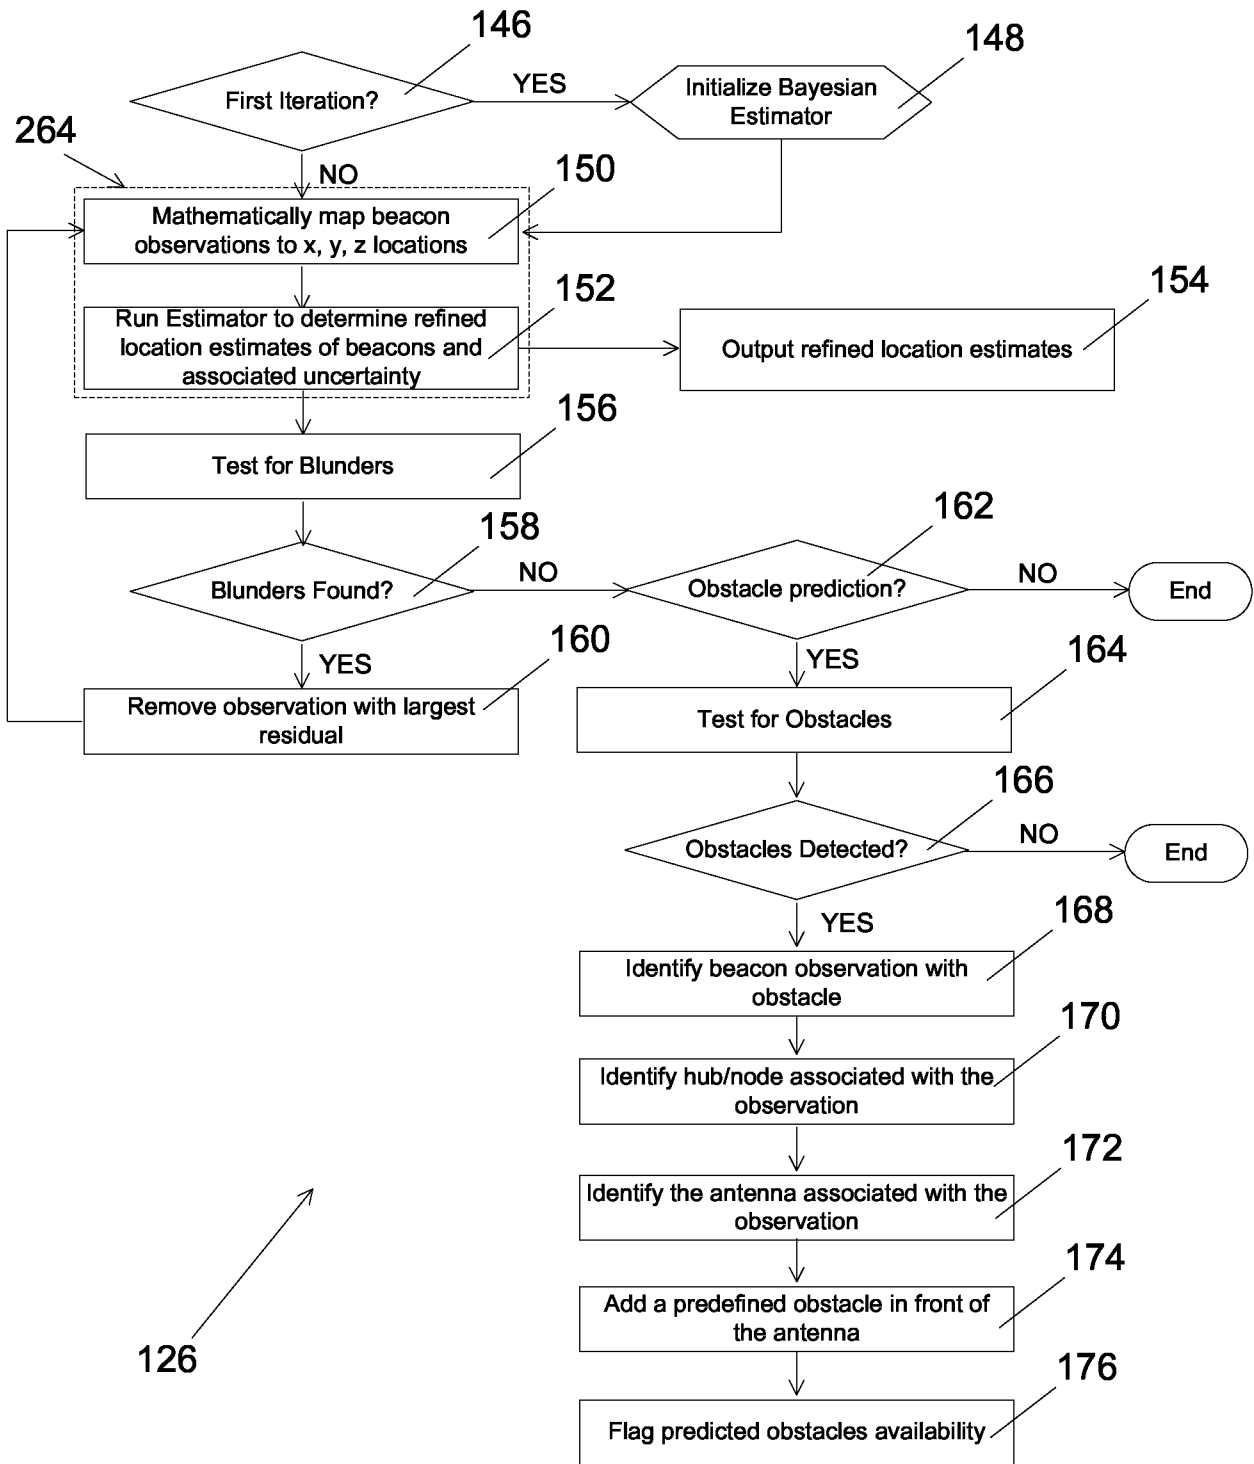 146
148
First Iteration?
YES
Initialize Bayesian
Estimator
264
NO
150
Mathematically map beacon
observations to x, y, z locations
152
Run Estimator to determine refined
location estimates of beacons and
associated uncertainty
154
Output refined location estimates
156
Test for Blunders
158
Blunders Found?
NO
162
Obstacle prediction?
NO
End
YES
160
Remove observation with largest
residual
YES
164
Test for Obstacles
166
Obstacles Detected?
NO
End
YES
168
Identify beacon observation with
obstacle
170
Identify hub/node associated with the
observation
172
Identify the antenna associated with the
observation
174
Add a predefined obstacle in front of
the antenna
126
176
Flag predicted obstacles availability